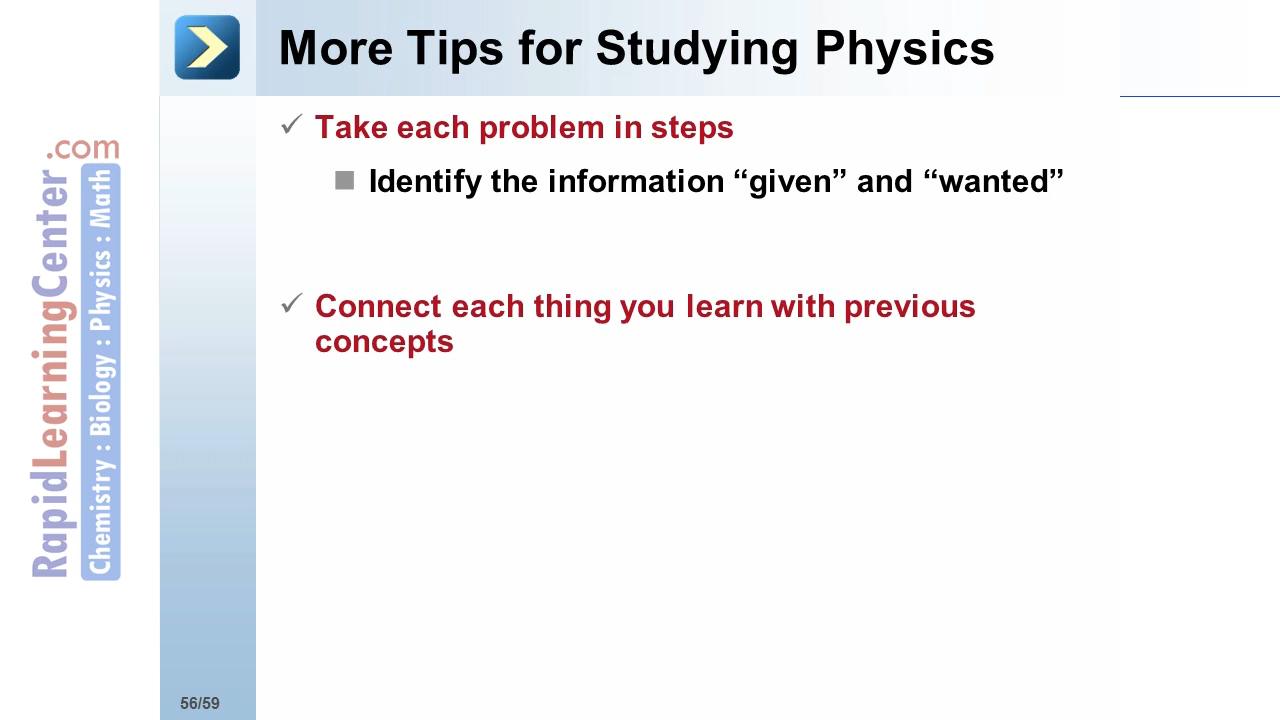 More Tips for Studying Physics
Take each problem in steps
Identify the information “given” and “wanted”
Connect each thing you learn with previous
concepts
RapidLearningCenter.com
Chemistry : Biology : Physics : Math
56/59